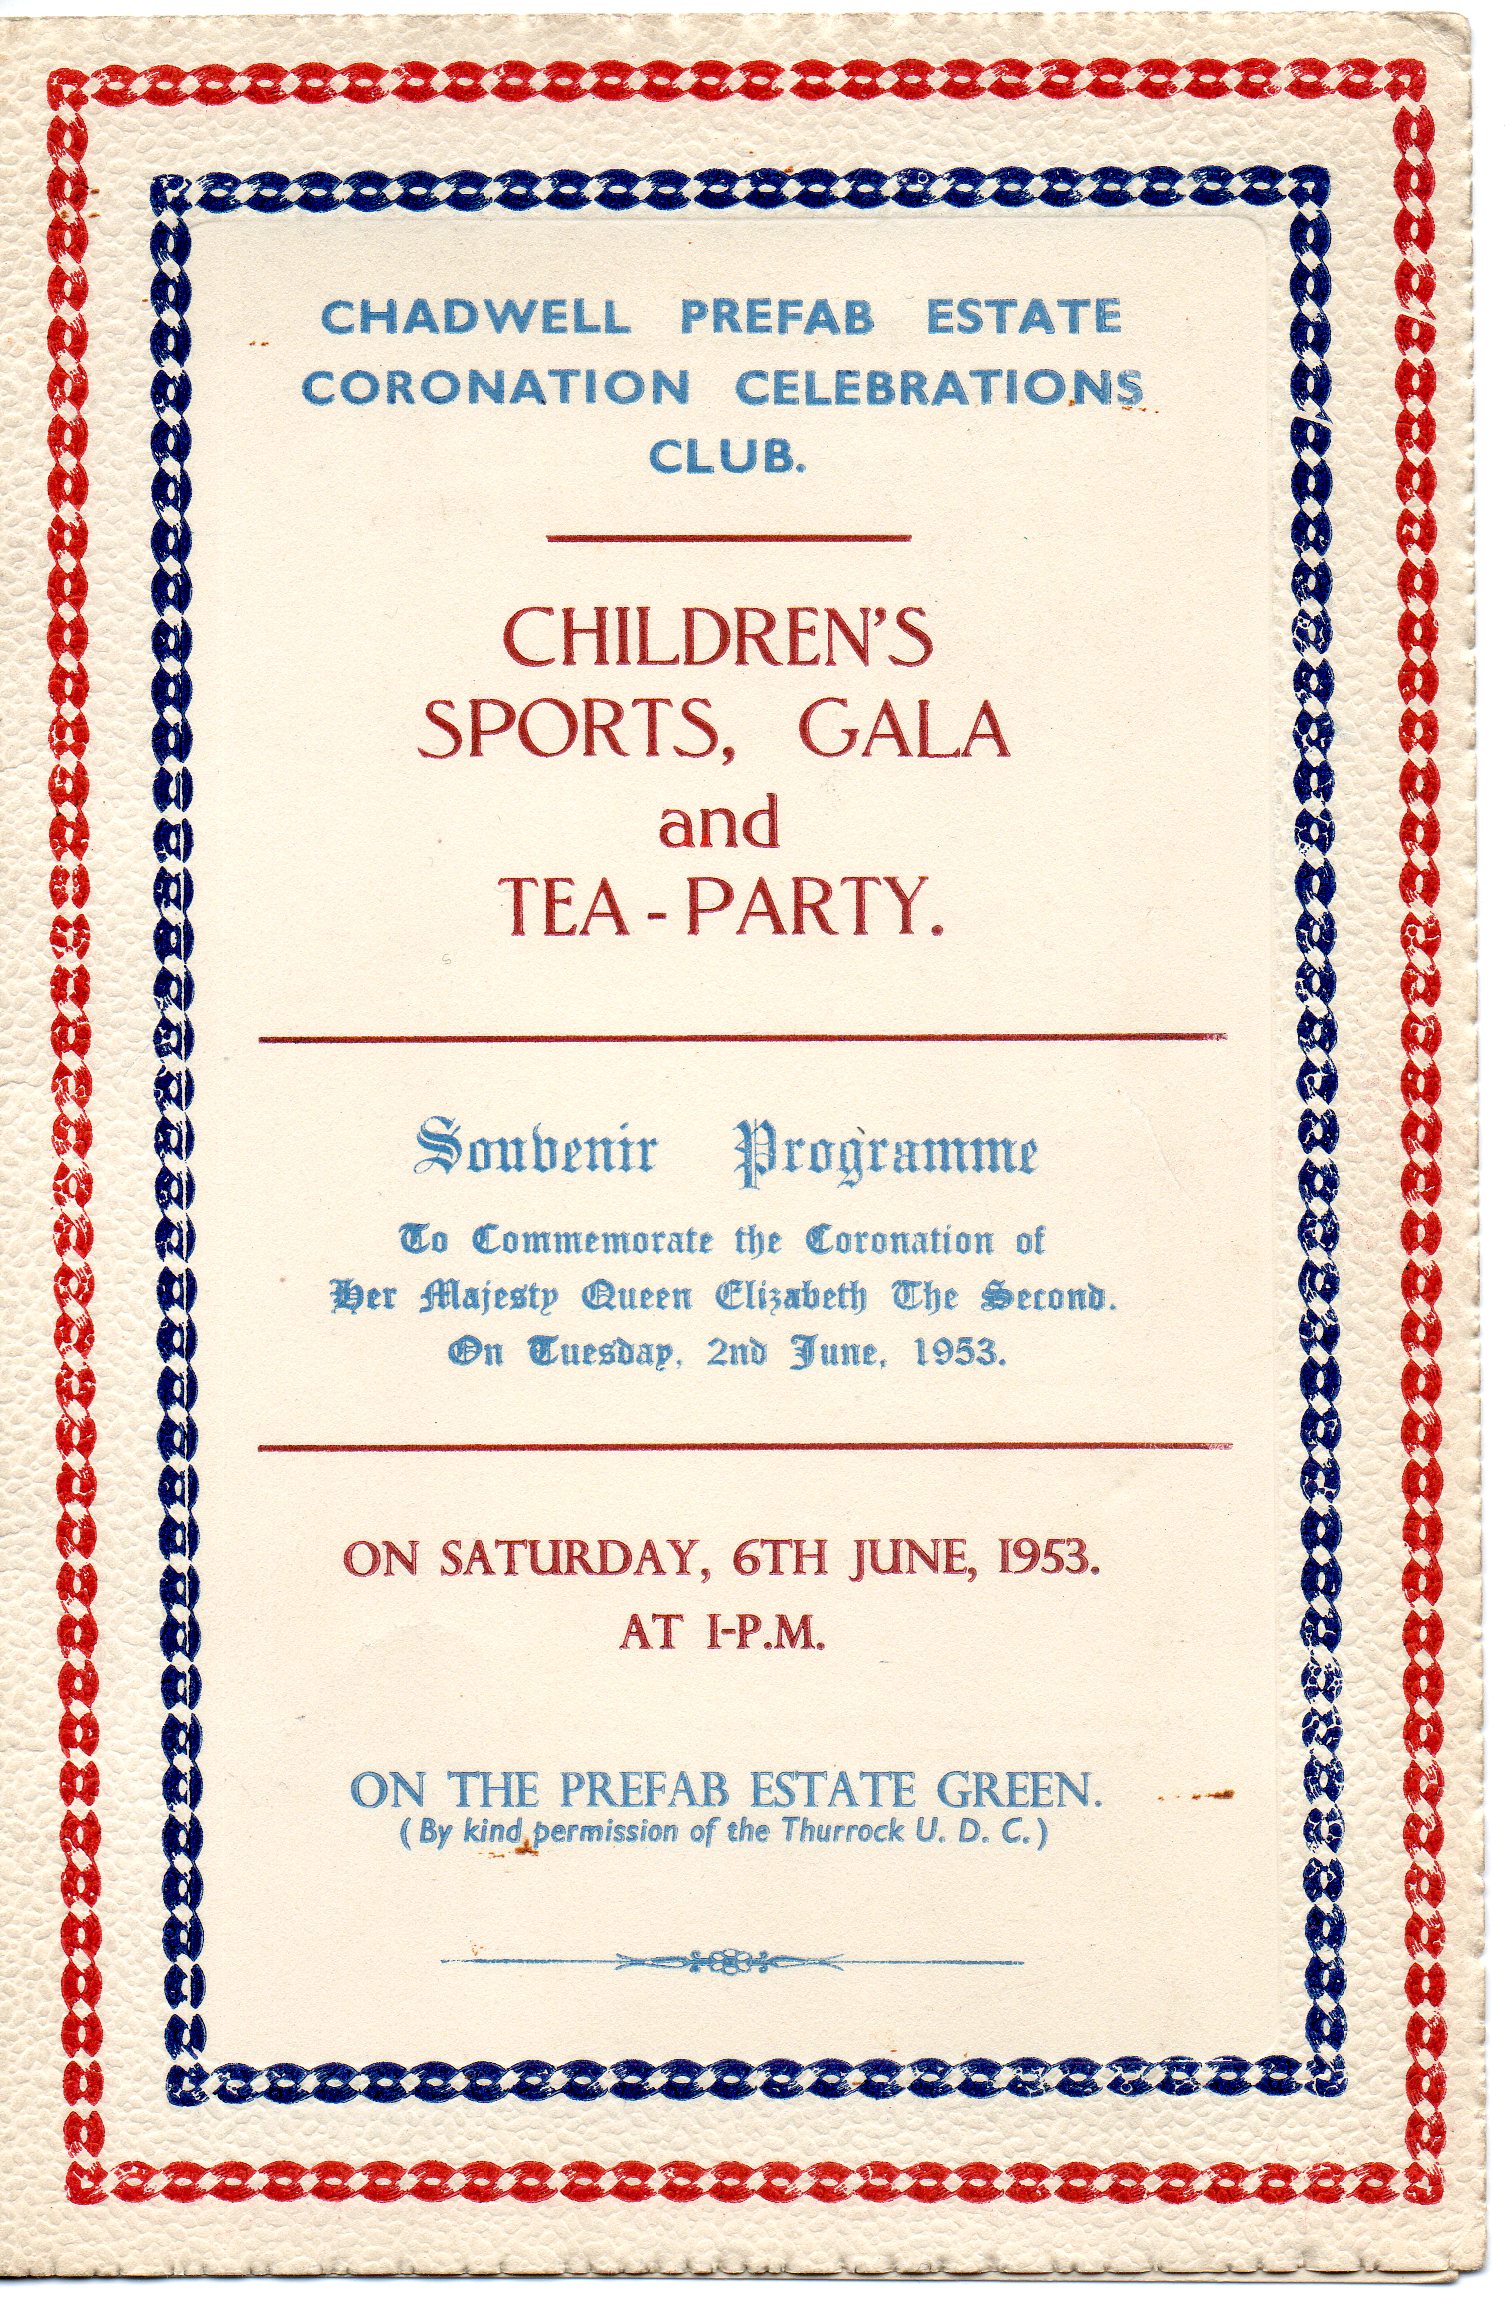 CHADWELL PREFAB ESTATE
CORONATION CELEBRATIONS
CLUB.
CHILDREN'S
SPORTS, GALA
and
TEA-PARTY.
Souvenir Programme
To Commemorate the Coronation of
Her Majesty Queen Elizabeth The Second.
On Tuesday, 2nd June, 1953.
ON SATURDAY, 6TH JUNE, 1953.
AT 1-P.M.
ON THE PREFAB ESTATE GREEN.
(By kind permission of the Thurrock U. D. C.)